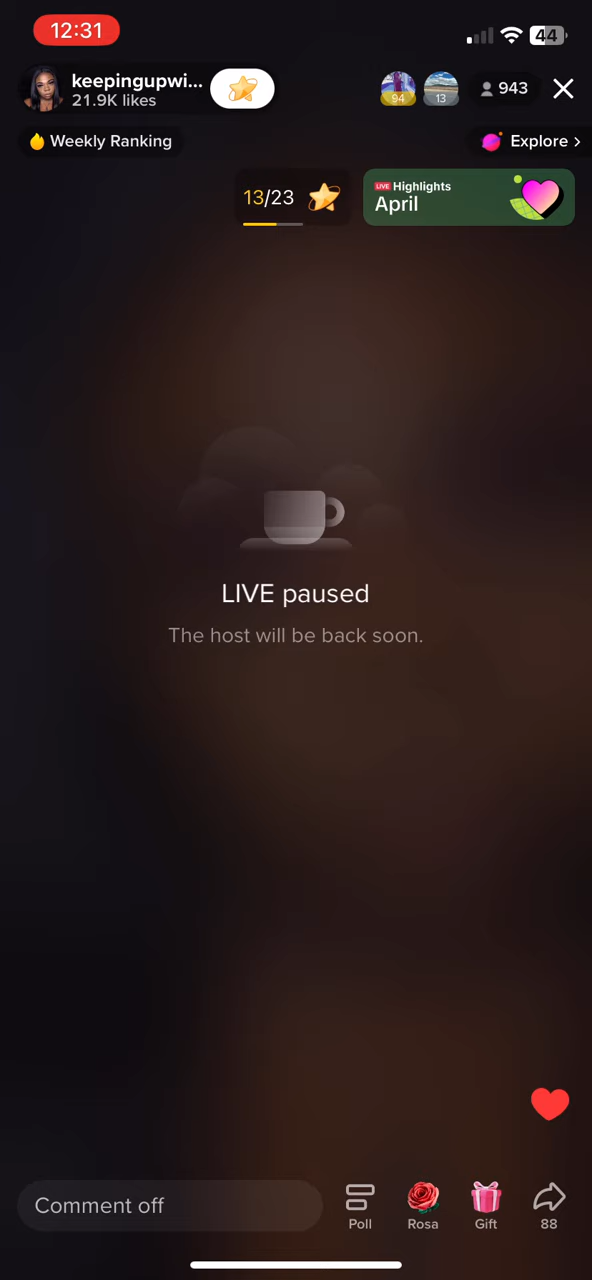 12:31
44
keepingupwi...
21.9K likes
94
13
943
Weekly Ranking
Explore >
13/23
LIVE Highlights
April
LIVE paused
The host will be back soon.
Comment off
Poll
Rosa
Gift
88